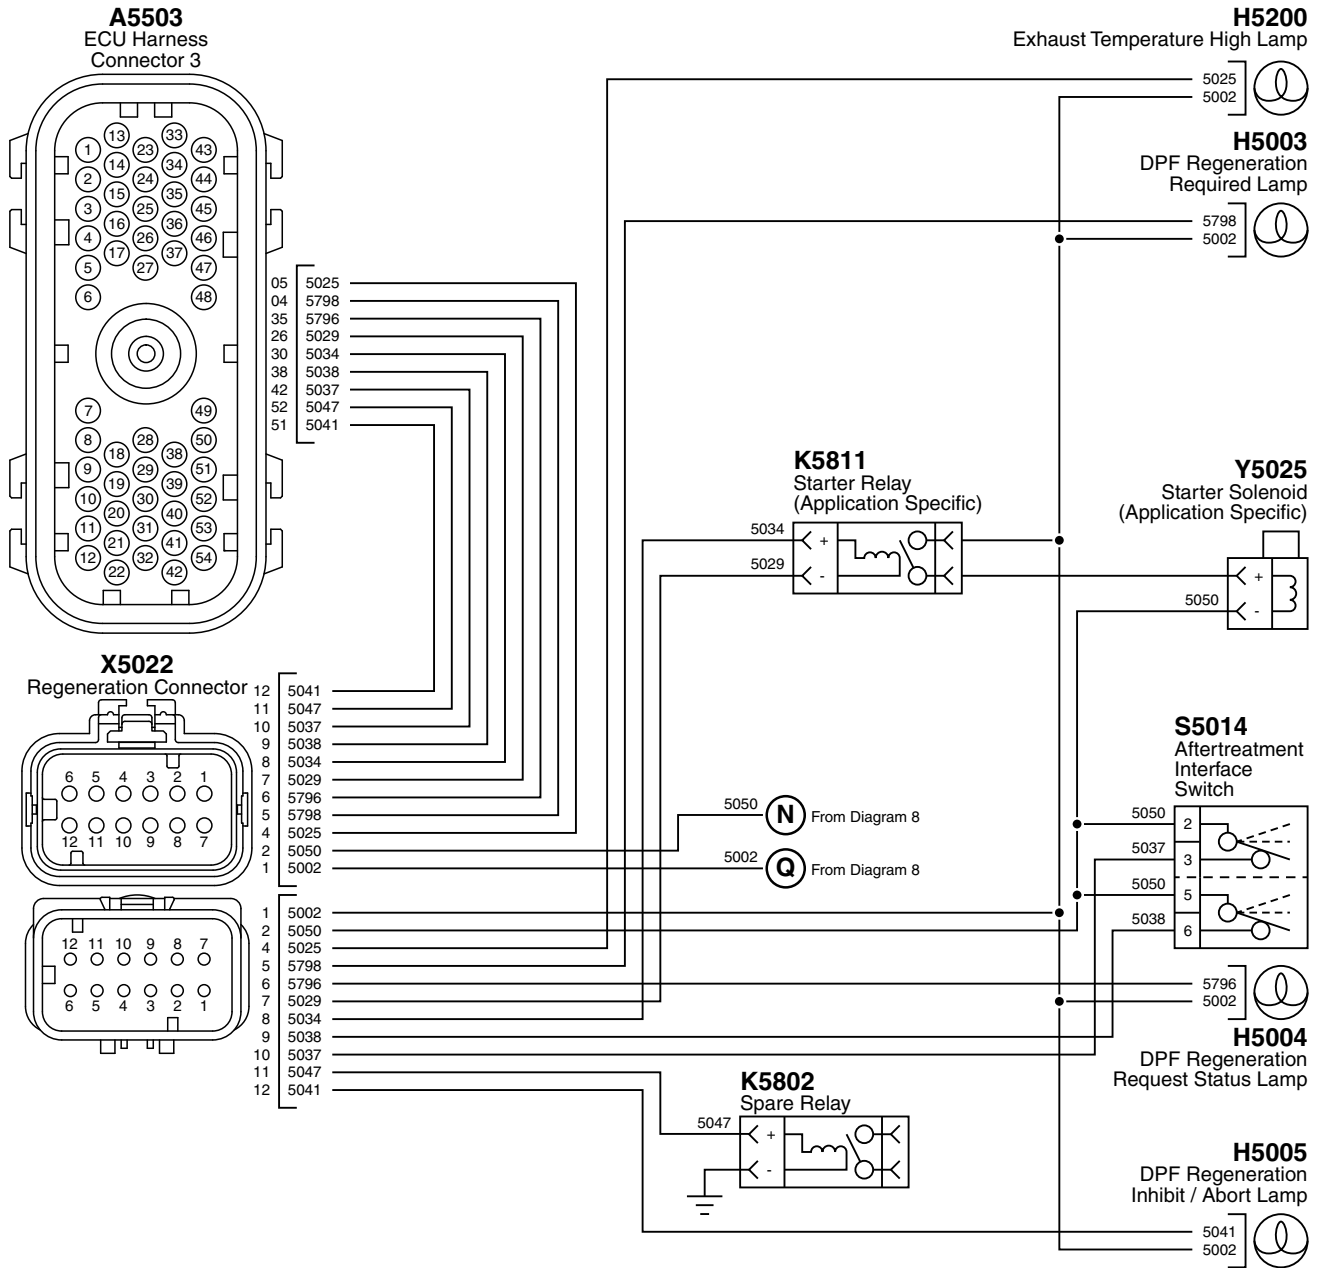 A5503
ECU Harness
Connector 3
13 33
1 23 43
14 34
2 24 44
15 35
3 25 45
16 36
4 26 46
17 37
5 27 47
6 48
7 49
8 28 50
18 38
9 29 51
19 39
10 30 52
20 40
11 31 53
21 41
12 32 54
22 42
05 5025
04 5798
35 5796
26 5029
30 5034
38 5038
42 5037
52 5047
51 5041
H5200
Exhaust Temperature High Lamp
5025
5002
H5003
DPF Regeneration
Required Lamp
5798
5002
K5811
Starter Relay
(Application Specific)
5034 +
5029 -
Y5025
Starter Solenoid
(Application Specific)
+
5050 -
X5022
Regeneration Connector
6 5 4 3 2 1
12 11 10 9 8 7
12 5041
11 5047
10 5037
9 5038
8 5034
7 5029
6 5796
5 5798
4 5025
2 5050
1 5002
5050 N From Diagram 8
5002 Q From Diagram 8
S5014
Aftertreatment
Interface
Switch
5050 2
5037 3
5050 5
5038 6
12 11 10 9 8 7
6 5 4 3 2 1
1 5002
2 5050
4 5025
5 5798
6 5796
7 5029
8 5034
9 5038
10 5037
11 5047
12 5041
5796
5002
H5004
DPF Regeneration
Request Status Lamp
K5802
Spare Relay
5047 +
-
H5005
DPF Regeneration
Inhibit / Abort Lamp
5041
5002